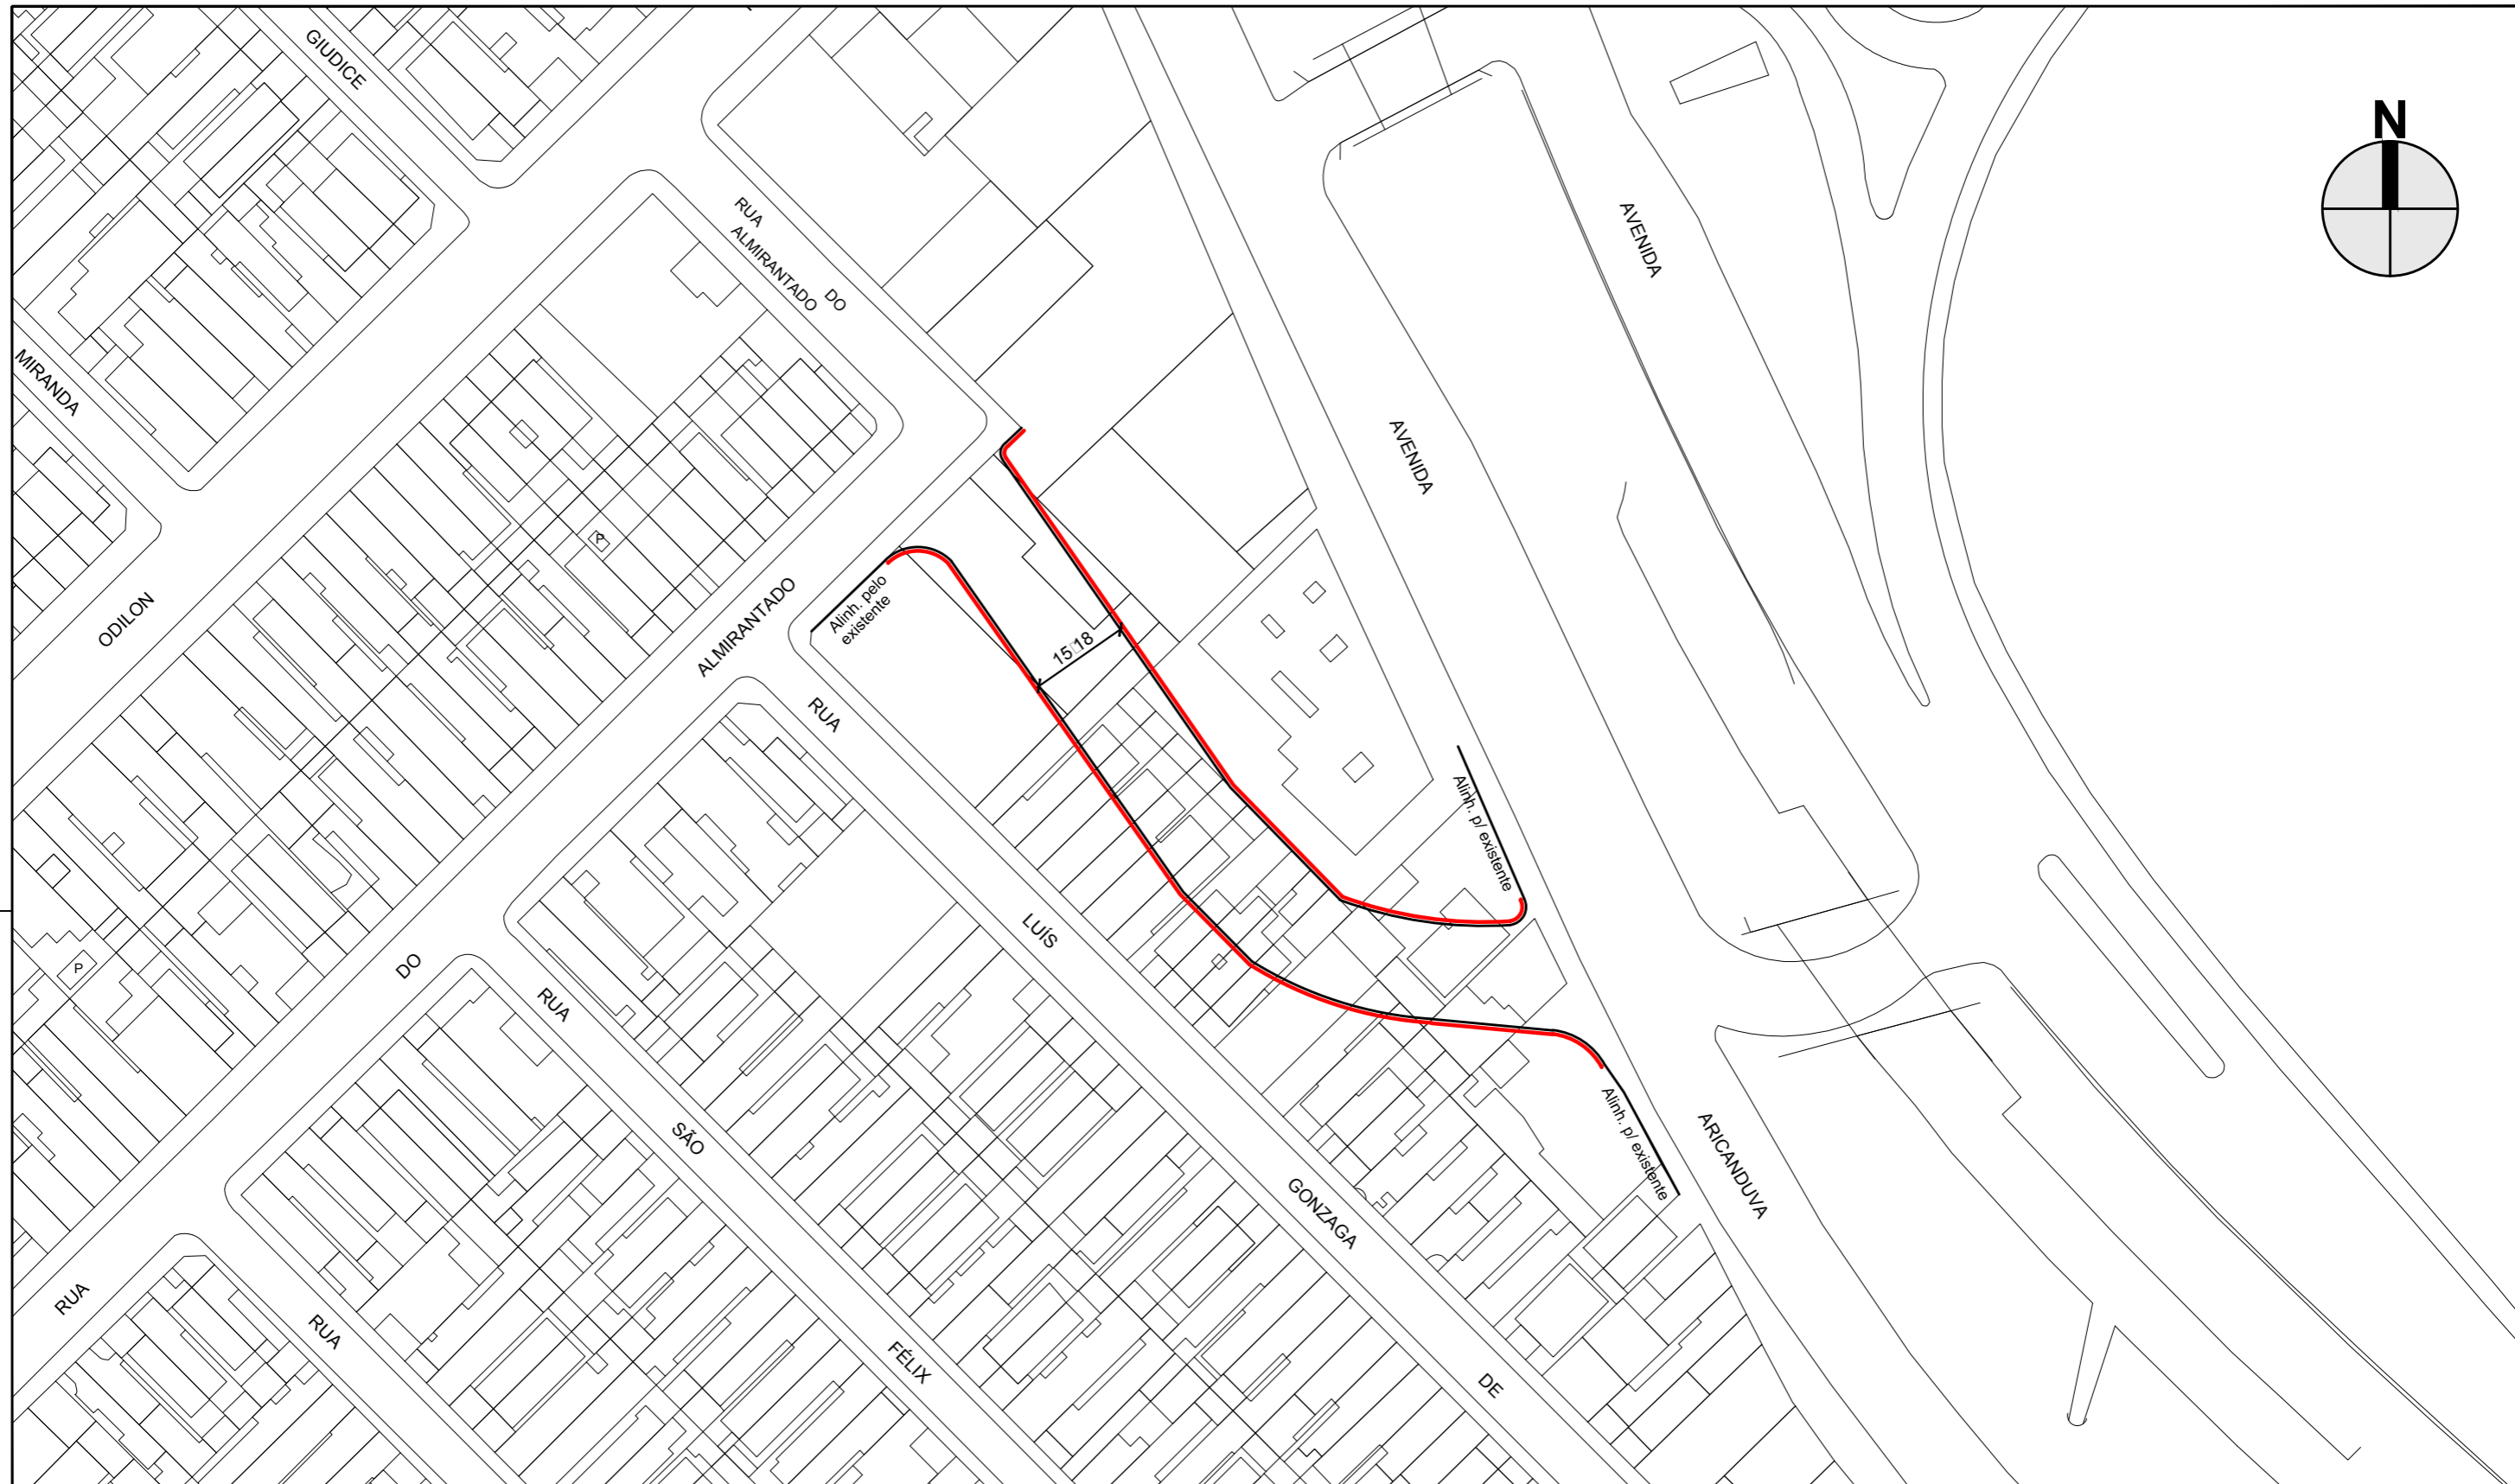 GIUDICE
N
RUA
ALMIRANTADO
DO
AVENIDA
MIRANDA
AVENIDA
P
ODILON
Alinh. pelo
existente
ALMIRANTADO
15□18
RUA
Alinh. p/ existente
LUÍS
DO
P
RUA
SÃO
Alinh. p/ existente
ARICANDUVA
GONZAGA
RUA
RUA
FÉLIX
DE